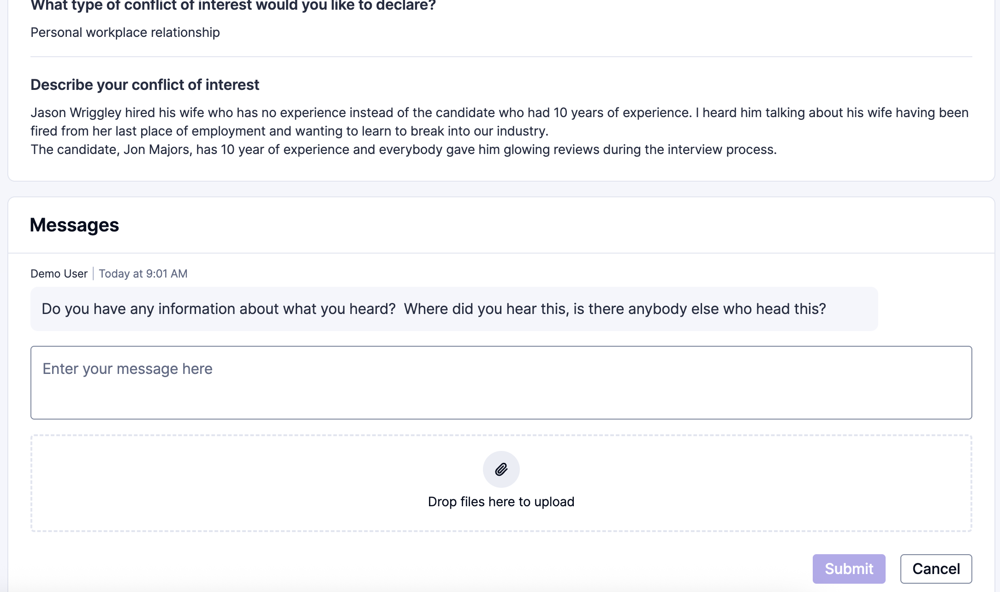 What type of conflict of interest would you like to declare?
Personal workplace relationship
Describe your conflict of interest
Jason Wriggley hired his wife who has no experience instead of the candidate who had 10 years of experience. I heard him talking about his wife having been
fired from her last place of employment and wanting to learn to break into our industry.
The candidate, Jon Majors, has 10 year of experience and everybody gave him glowing reviews during the interview process.
Messages
Demo User | Today at 9:01 AM
Do you have any information about what you heard?  Where did you hear this, is there anybody else who head this?
Enter your message here
Drop files here to upload
Submit
Cancel